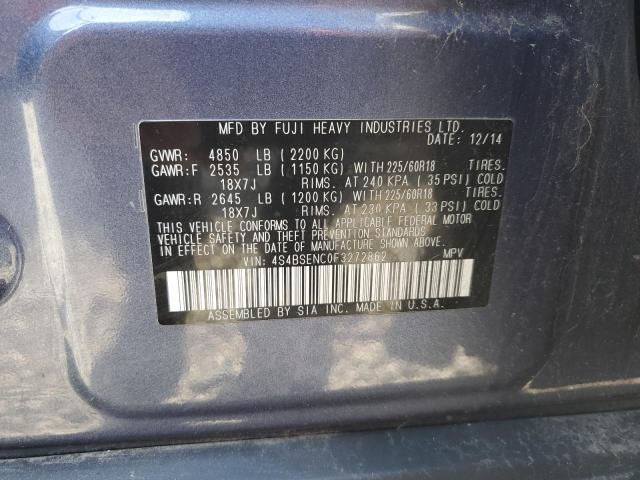 MFD BY FUJI HEAVY INDUSTRIES LTD.
DATE: 12/14
GVWR: 4850 LB (2200 KG)
GAWR:F 2535 LB (1150 KG) WITH 225/60R18 TIRES.
18X7J RIMS. AT 240 KPA (35 PSI) COLD
GAWR:R 2645 LB (1200 KG) WITH 225/60R18 TIRES.
18X7J RIMS. AT 230 KPA (33 PSI) COLD
THIS VEHICLE CONFORMS TO ALL APPLICABLE FEDERAL MOTOR
VEHICLE SAFETY AND THEFT PREVENTION STANDARDS
IN EFFECT ON THE DATE OF MANUFACTURE SHOWN ABOVE.
VIN: 4S4BSENC0F3272862 MPV
ASSEMBLED BY SIA INC. MADE IN U.S.A.